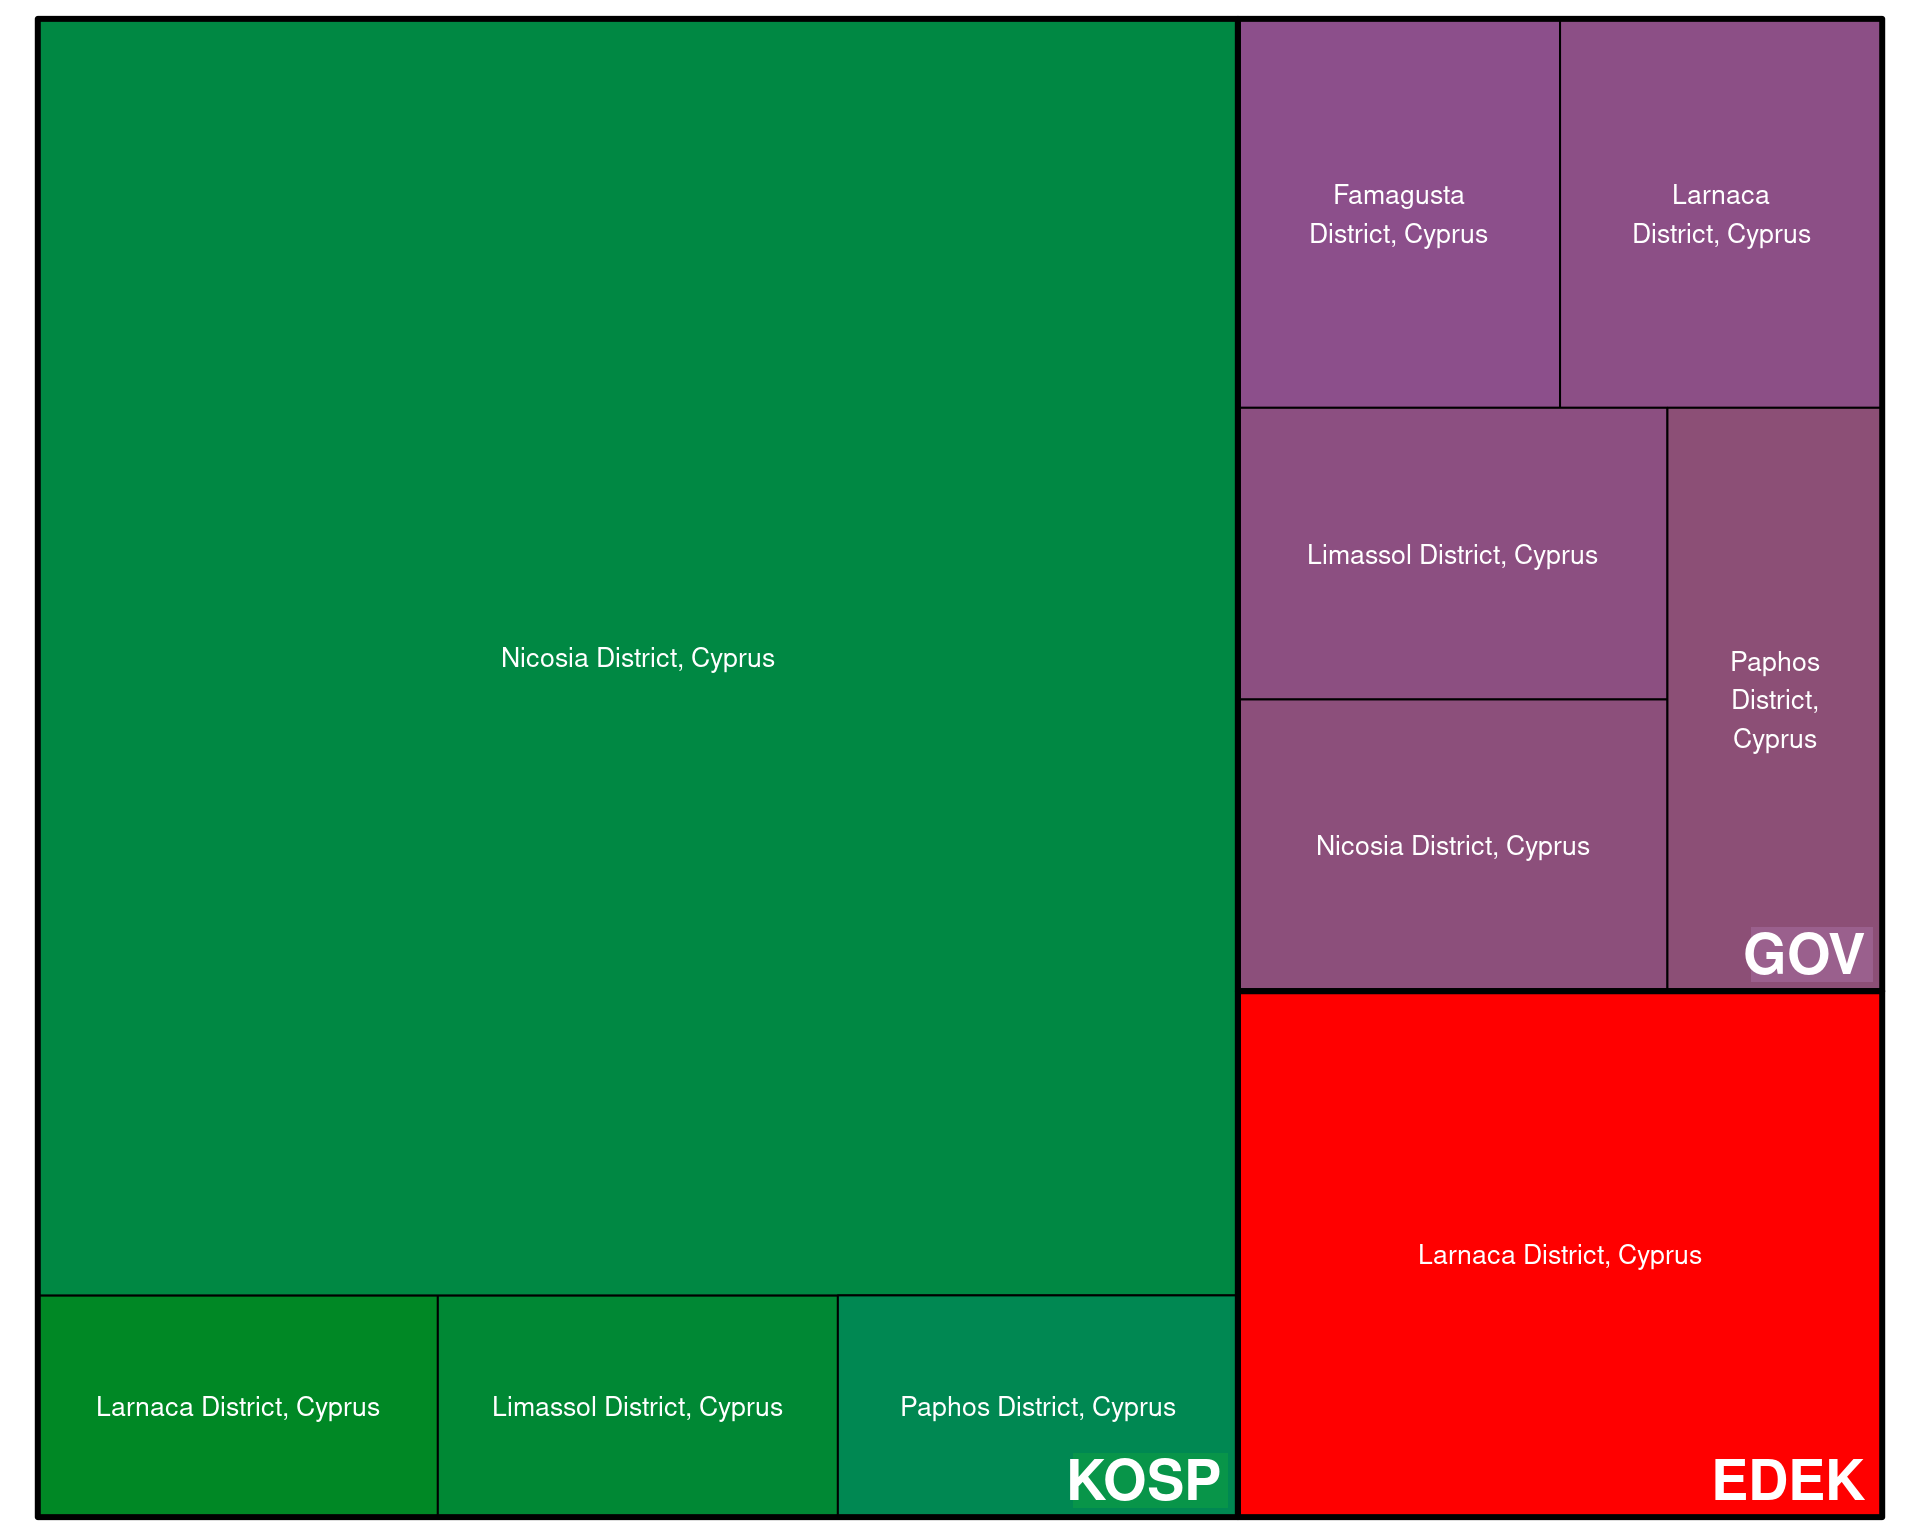 Nicosia District, Cyprus
Larnaca District, Cyprus
Limassol District, Cyprus
Paphos District, Cyprus
KOSP
Famagusta
District, Cyprus
Larnaca
District, Cyprus
Limassol District, Cyprus
Nicosia District, Cyprus
Paphos
District,
Cyprus
GOV
Larnaca District, Cyprus
EDEK